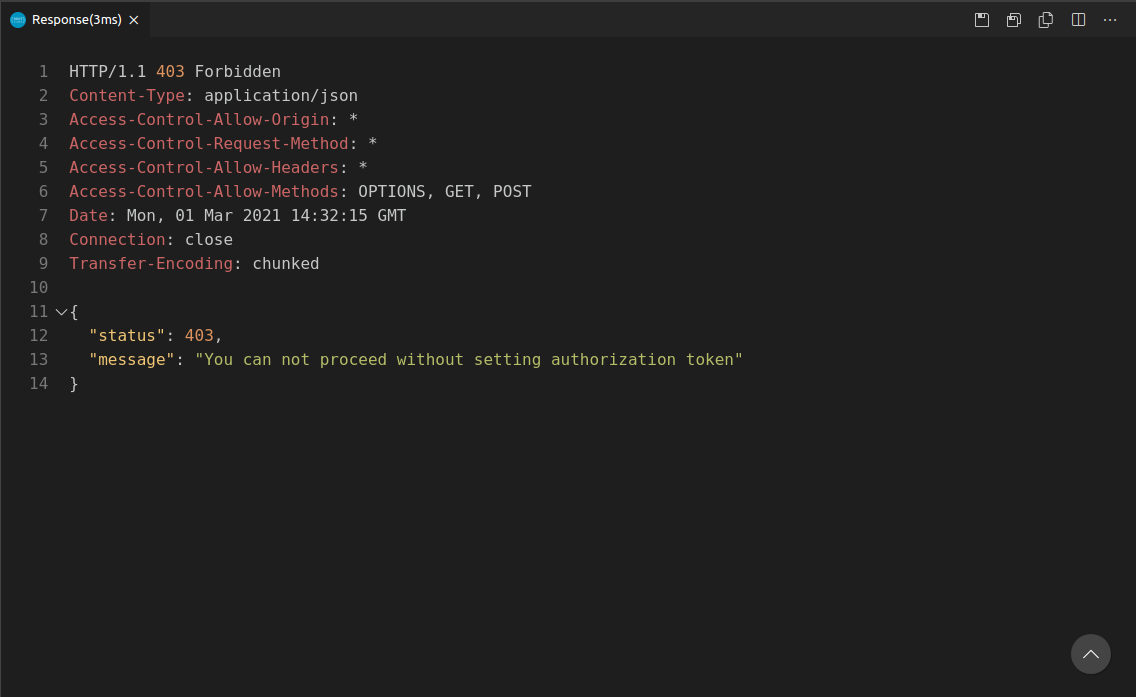 Response(3ms)
1 HTTP/1.1 403 Forbidden
2 Content-Type: application/json
3 Access-Control-Allow-Origin: *
4 Access-Control-Request-Method: *
5 Access-Control-Allow-Headers: *
6 Access-Control-Allow-Methods: OPTIONS, GET, POST
7 Date: Mon, 01 Mar 2021 14:32:15 GMT
8 Connection: close
9 Transfer-Encoding: chunked
10
11 {
12 "status": 403,
13 "message": "You can not proceed without setting authorization token"
14 }